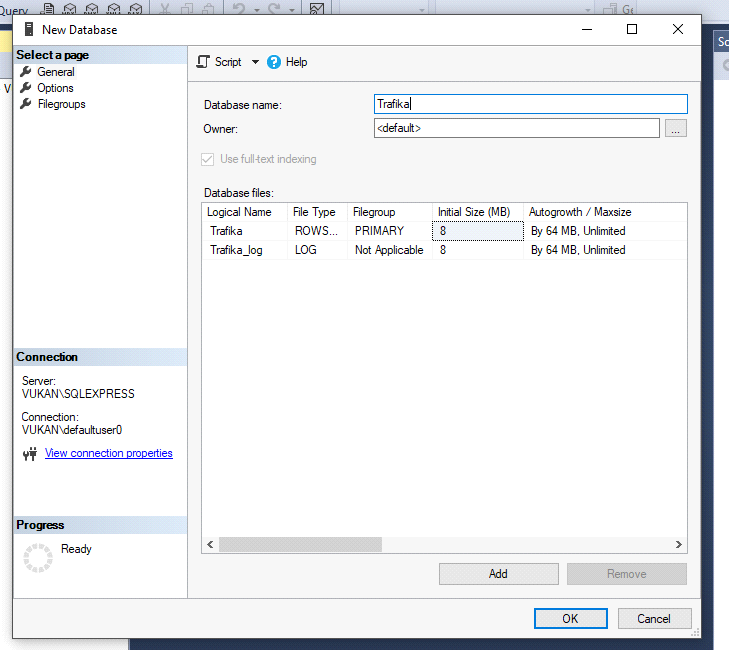 Query
New Database
Select a page
General
Options
Filegroups
Script
Help
Database name:
Trafika
Owner:
<default>
...
Use full-text indexing
Database files:
Logical Name File Type Filegroup Initial Size (MB) Autogrowth / Maxsize
Trafika ROWS... PRIMARY 8 By 64 MB, Unlimited
Trafika_log LOG Not Applicable 8 By 64 MB, Unlimited
Connection
Server:
VUKAN\SQLEXPRESS
Connection:
VUKAN\defaultuser0
View connection properties
Progress
Ready
Add Remove
OK Cancel